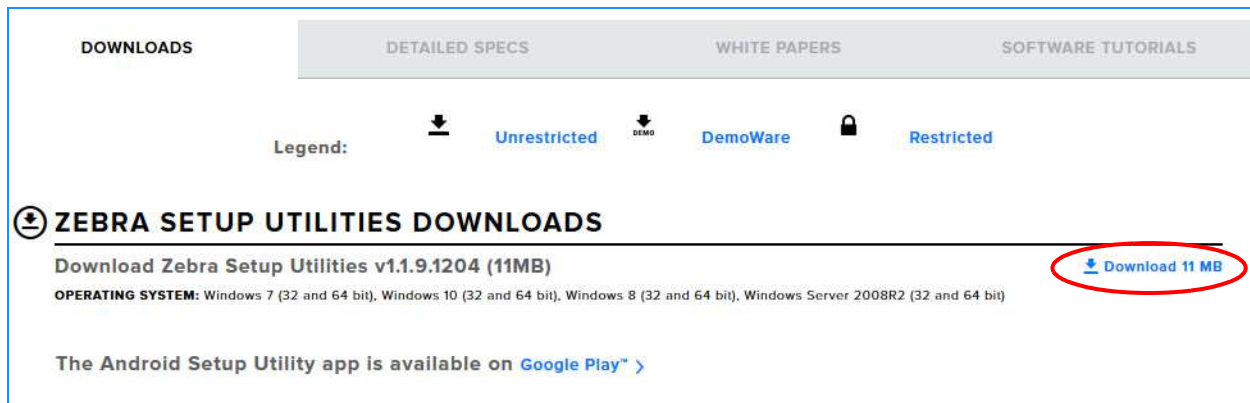 DOWNLOADS DETAILED SPECS WHITE PAPERS SOFTWARE TUTORIALS
Legend: Unrestricted DEMO DemoWare Restricted
ZEBRA SETUP UTILITIES DOWNLOADS
Download Zebra Setup Utilities v1.1.9.1204 (11MB) Download 11 MB
OPERATING SYSTEM: Windows 7 (32 and 64 bit), Windows 10 (32 and 64 bit), Windows 8 (32 and 64 bit), Windows Server 2008R2 (32 and 64 bit)
The Android Setup Utility app is available on Google Play™ >